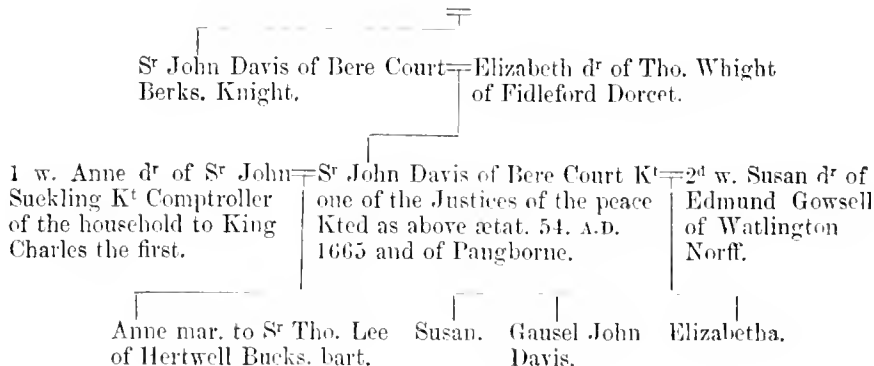 Sʳ John Davis of Bere Court
Berks. Knight.
Elizabeth dʳ of Tho. Whight
of Fidleford Dorcet.
1 w. Anne dʳ of Sʳ John
Suckling Kᵗ Comptroller
of the household to King
Charles the first.
Sʳ John Davis of Bere Court Kᵗ
one of the Justices of the peace
Kted as above ætat. 54. A.D.
1665 and of Pangborne.
2ᵈ w. Susan dʳ of
Edmund Gowsell
of Watlington
Norff.
Anne mar. to Sʳ Tho. Lee
of Hertwell Bucks. bart.
Susan.
Gausel John
Davis.
Elizabetha.